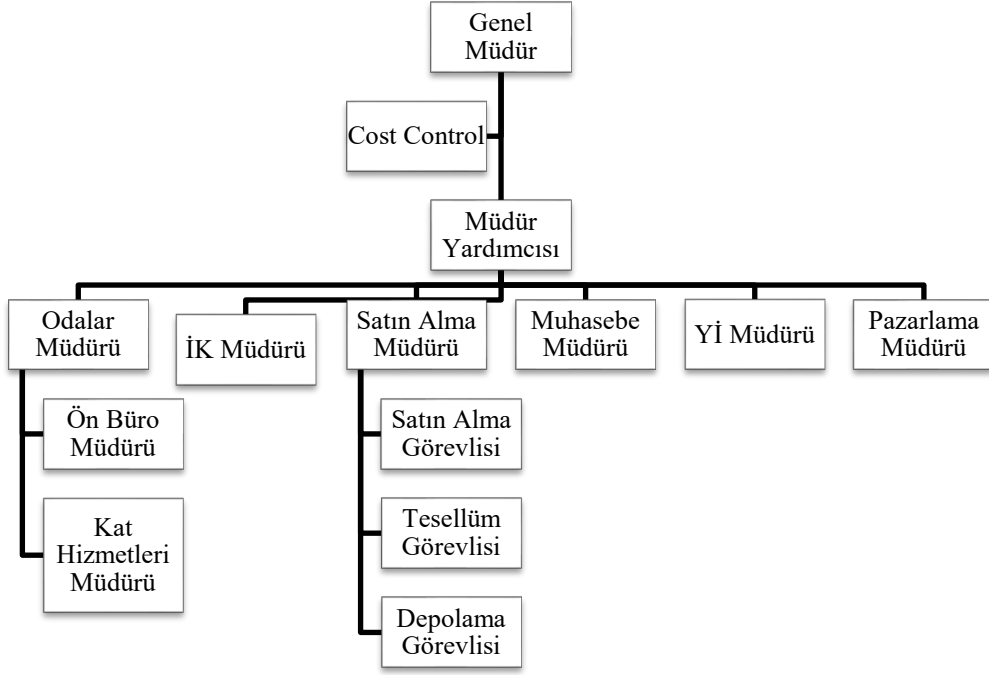 Genel
Müdür
Cost Control
Müdür
Yardımcısı
Odalar
Müdürü
İK Müdürü
Satın Alma
Müdürü
Muhasebe
Müdürü
Yİ Müdürü
Pazarlama
Müdürü
Ön Büro
Müdürü
Kat
Hizmetleri
Müdürü
Satın Alma
Görevlisi
Tesellüm
Görevlisi
Depolama
Görevlisi